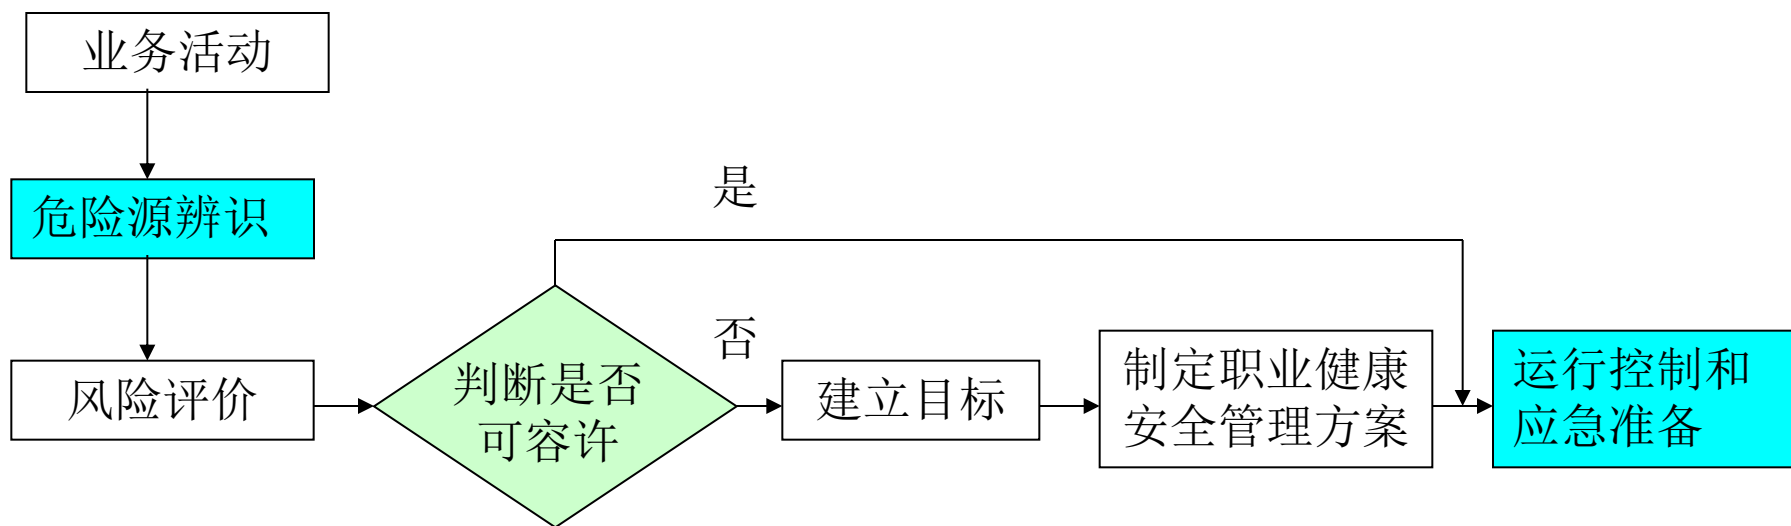 业务活动
危险源辨识
风险评价
判断是否
可容许
是
否
建立目标
制定职业健康
安全管理方案
运行控制和
应急准备